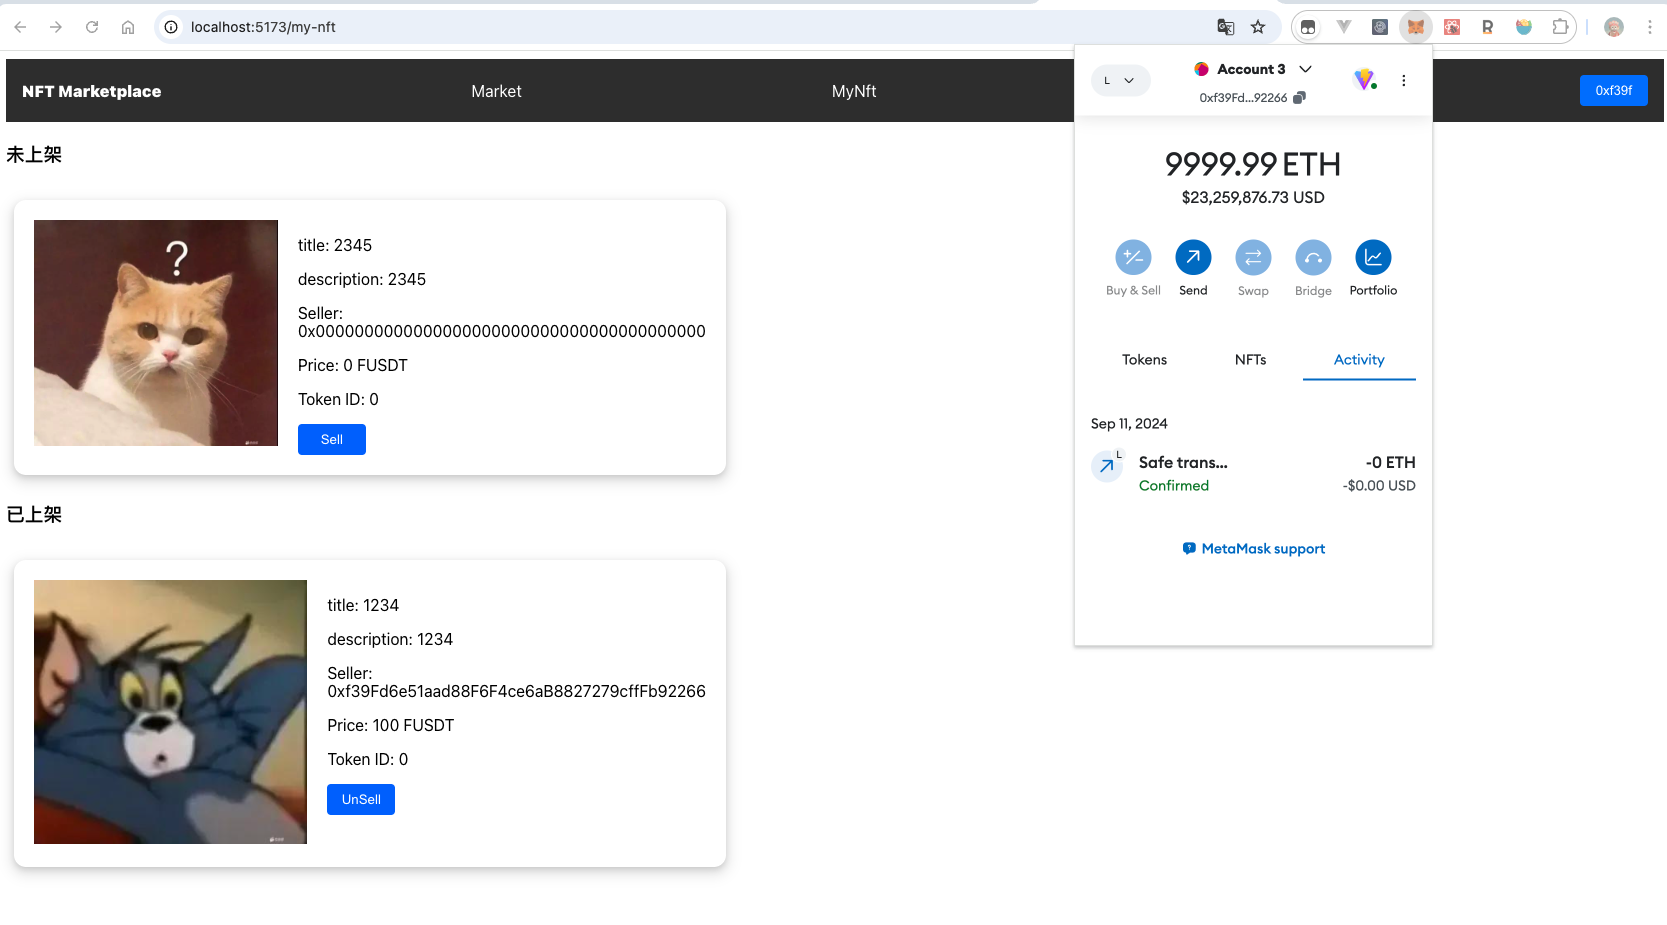 localhost:5173/my-nft
NFT Marketplace
Market
MyNft
0xf39f
未上架
?
title: 2345
description: 2345
Seller:
0x0000000000000000000000000000000000000000
Price: 0 FUSDT
Token ID: 0
Sell
已上架
title: 1234
description: 1234
Seller:
0xf39Fd6e51aad88F6F4ce6aB8827279cffFb92266
Price: 100 FUSDT
Token ID: 0
UnSell
L
Account 3
0xf39Fd...92266
9999.99 ETH
$23,259,876.73 USD
Buy & Sell
Send
Swap
Bridge
Portfolio
Tokens
NFTs
Activity
Sep 11, 2024
L
Safe trans...
-0 ETH
Confirmed
-$0.00 USD
MetaMask support